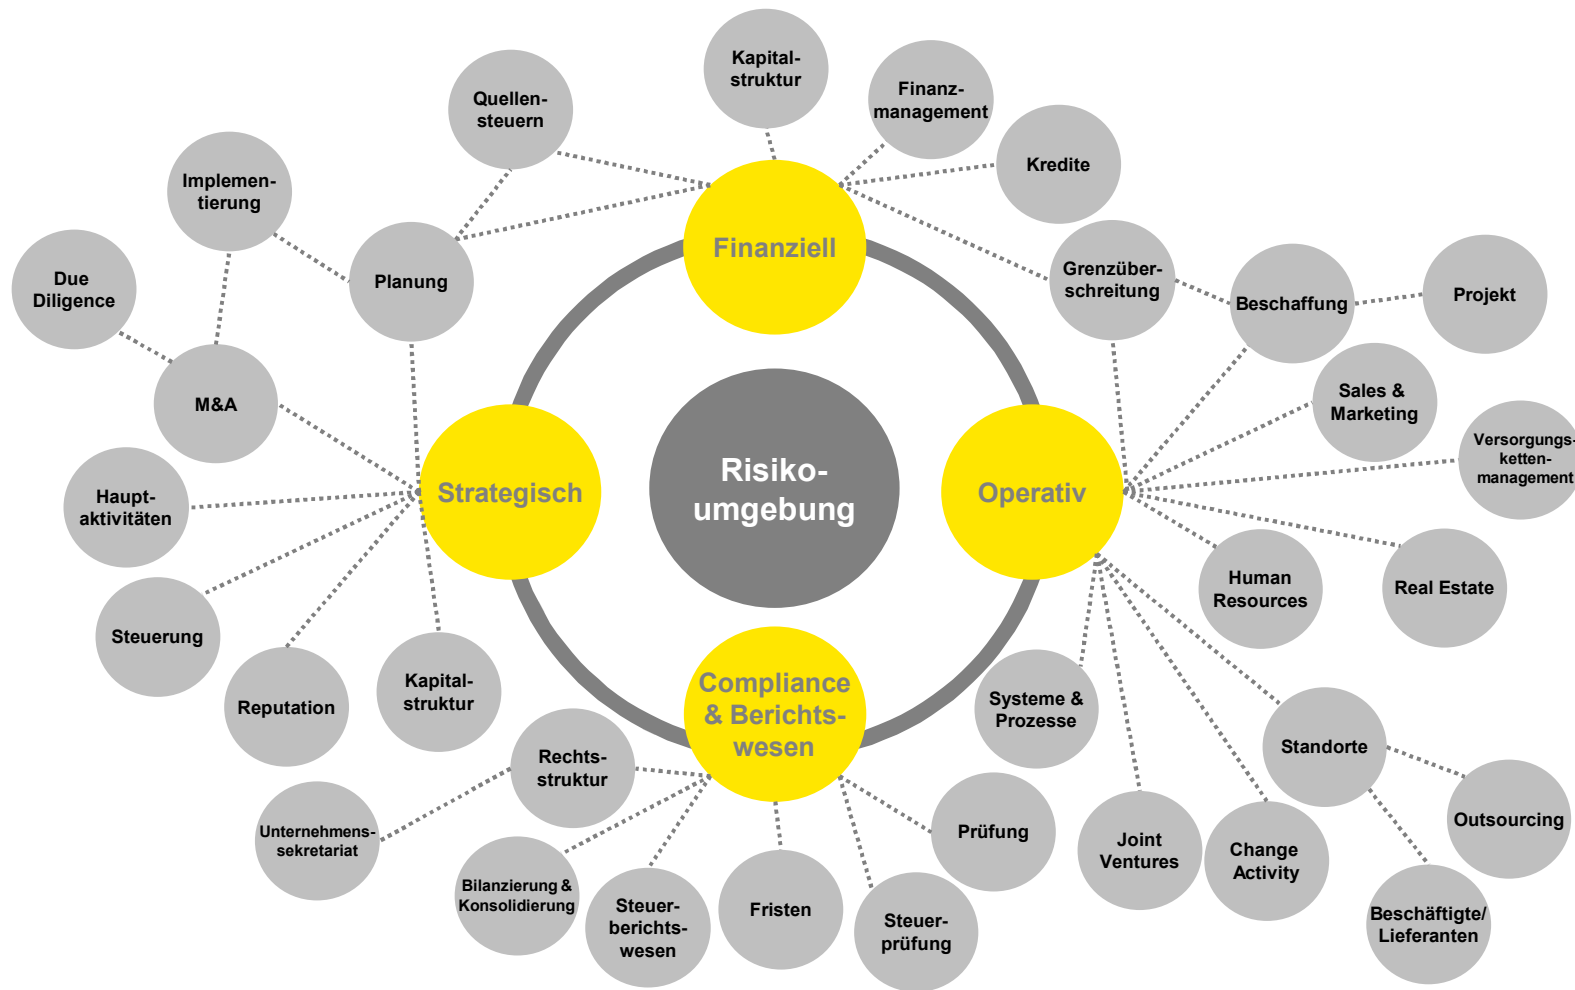 Kapital-
struktur
Finanz-
management
Quellen-
steuern
Kredite
Implemen-
tierung
Finanziell
Due
Diligence
Planung
Grenzüber-
schreitung
Beschaffung
Projekt
M&A
Sales &
Marketing
Versorgungs-
ketten-
management
Haupt-
aktivitäten
Strategisch
Risiko-
umgebung
Operativ
Human
Resources
Real Estate
Steuerung
Reputation
Kapital-
struktur
Compliance
& Berichts-
wesen
Systeme &
Prozesse
Standorte
Rechts-
struktur
Unternehmens-
sekretariat
Prüfung
Joint
Ventures
Change
Activity
Outsourcing
Bilanzierung &
Konsolidierung
Steuer-
berichts-
wesen
Fristen
Steuer-
prüfung
Beschäftigte/
Lieferanten